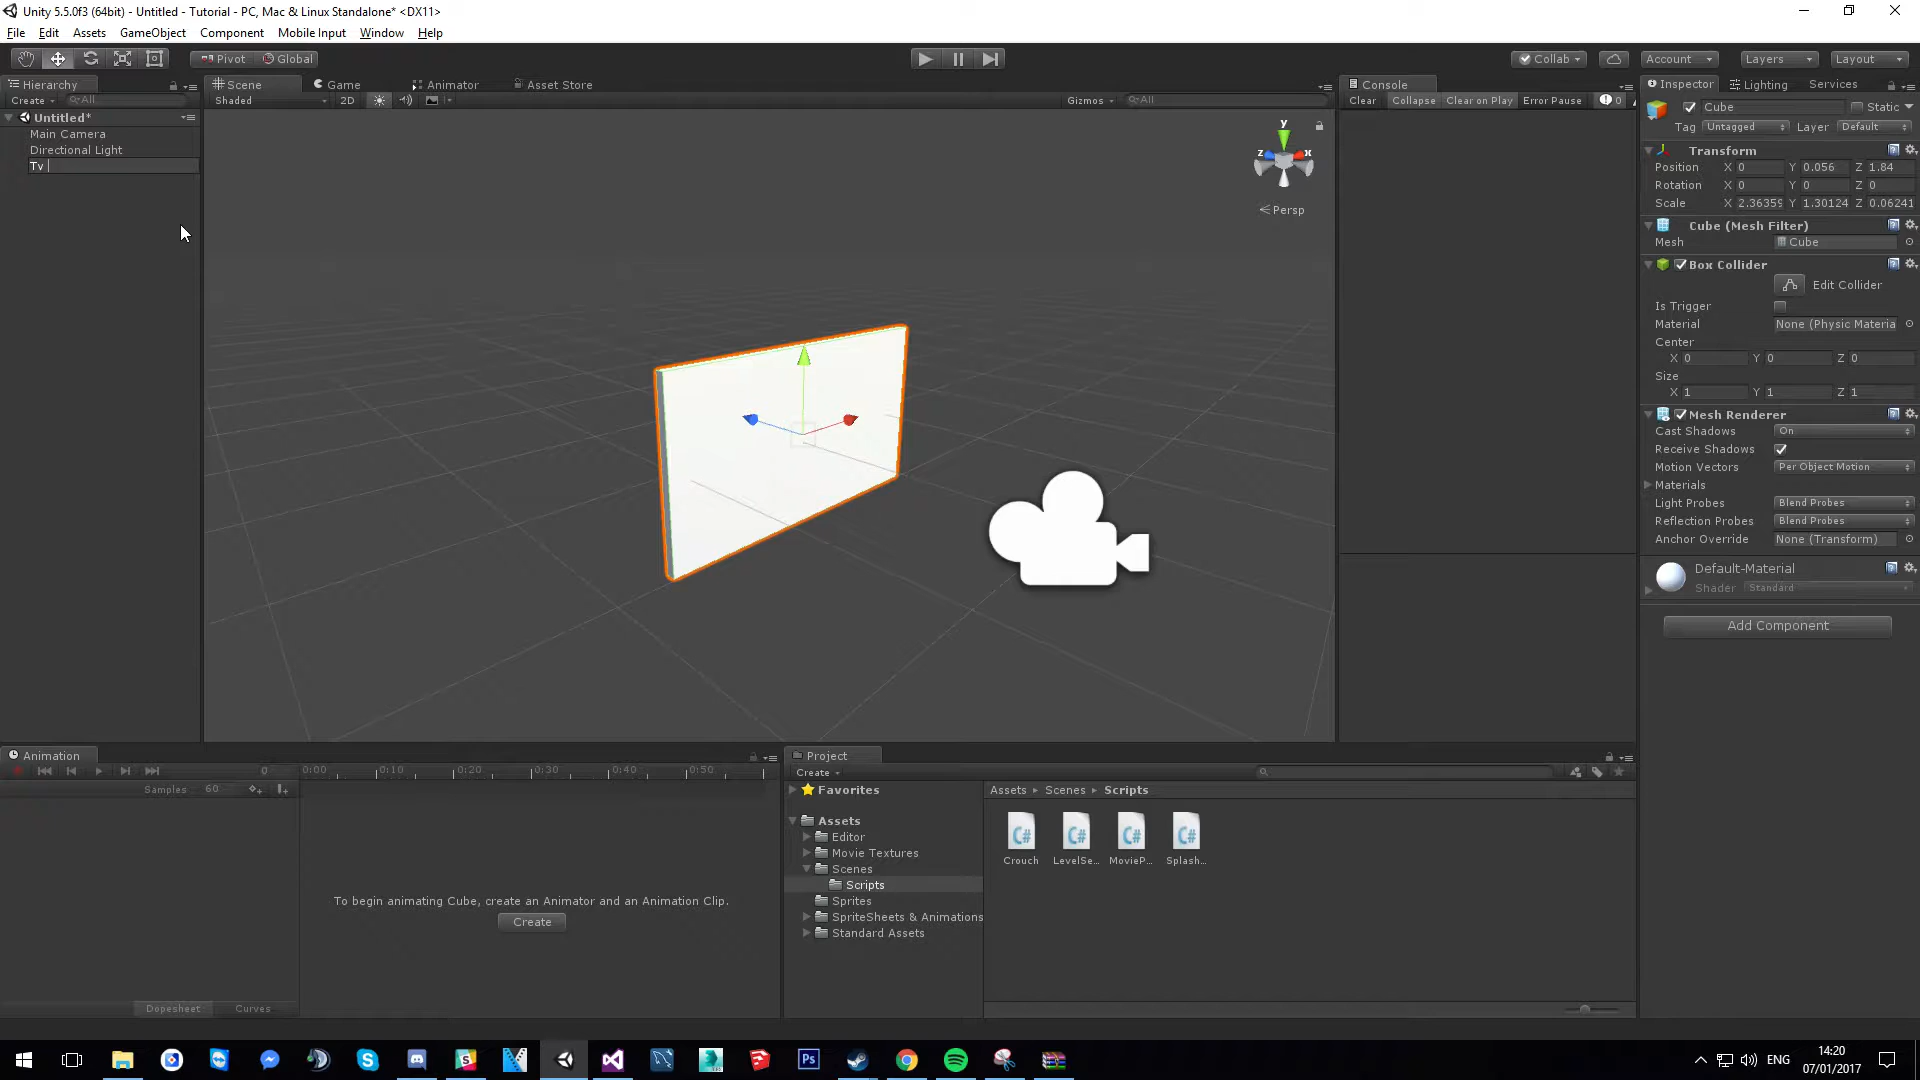 Unity 5.5.0f3 (64bit) - Untitled - Tutorial - PC, Mac & Linux Standalone* <DX11>
File Edit Assets GameObject Component Mobile Input Window Help
Pivot Global Collab Account Layers Layout
Hierarchy Scene Game Animator Asset Store Console Inspector Lighting Services
Create All Shaded 2D Gizmos All Clear Collapse Clear on Play Error Pause 0
Cube Static
Untitled*
Tag Untagged Layer Default
Main Camera
Directional Light
Tv
y
z
x
Persp
Transform
Position X 0 Y 0.056 Z 1.84
Rotation X 0 Y 0 Z 0
Scale X 2.36359 Y 1.30124 Z 0.06241
Cube (Mesh Filter)
Mesh Cube
Box Collider
Edit Collider
Is Trigger
Material None (Physic Materia
Center
X 0 Y 0 Z 0
Size
X 1 Y 1 Z 1
Mesh Renderer
Cast Shadows On
Receive Shadows
Motion Vectors Per Object Motion
Materials
Light Probes Blend Probes
Reflection Probes Blend Probes
Anchor Override None (Transform)
Default-Material
Shader Standard
Add Component
Animation
0 0:00 0:10 0:20 0:30 0:40 0:50
Samples 60
To begin animating Cube, create an Animator and an Animation Clip.
Create
Dopesheet Curves
Project
Create
Favorites
Assets
Editor
Movie Textures
Scenes
Scripts
Sprites
SpriteSheets & Animations
Standard Assets
Assets Scenes Scripts
C# C# C# C#
Crouch LevelSe... MovieP... Splash...
Ps
ENG
14:20
07/01/2017